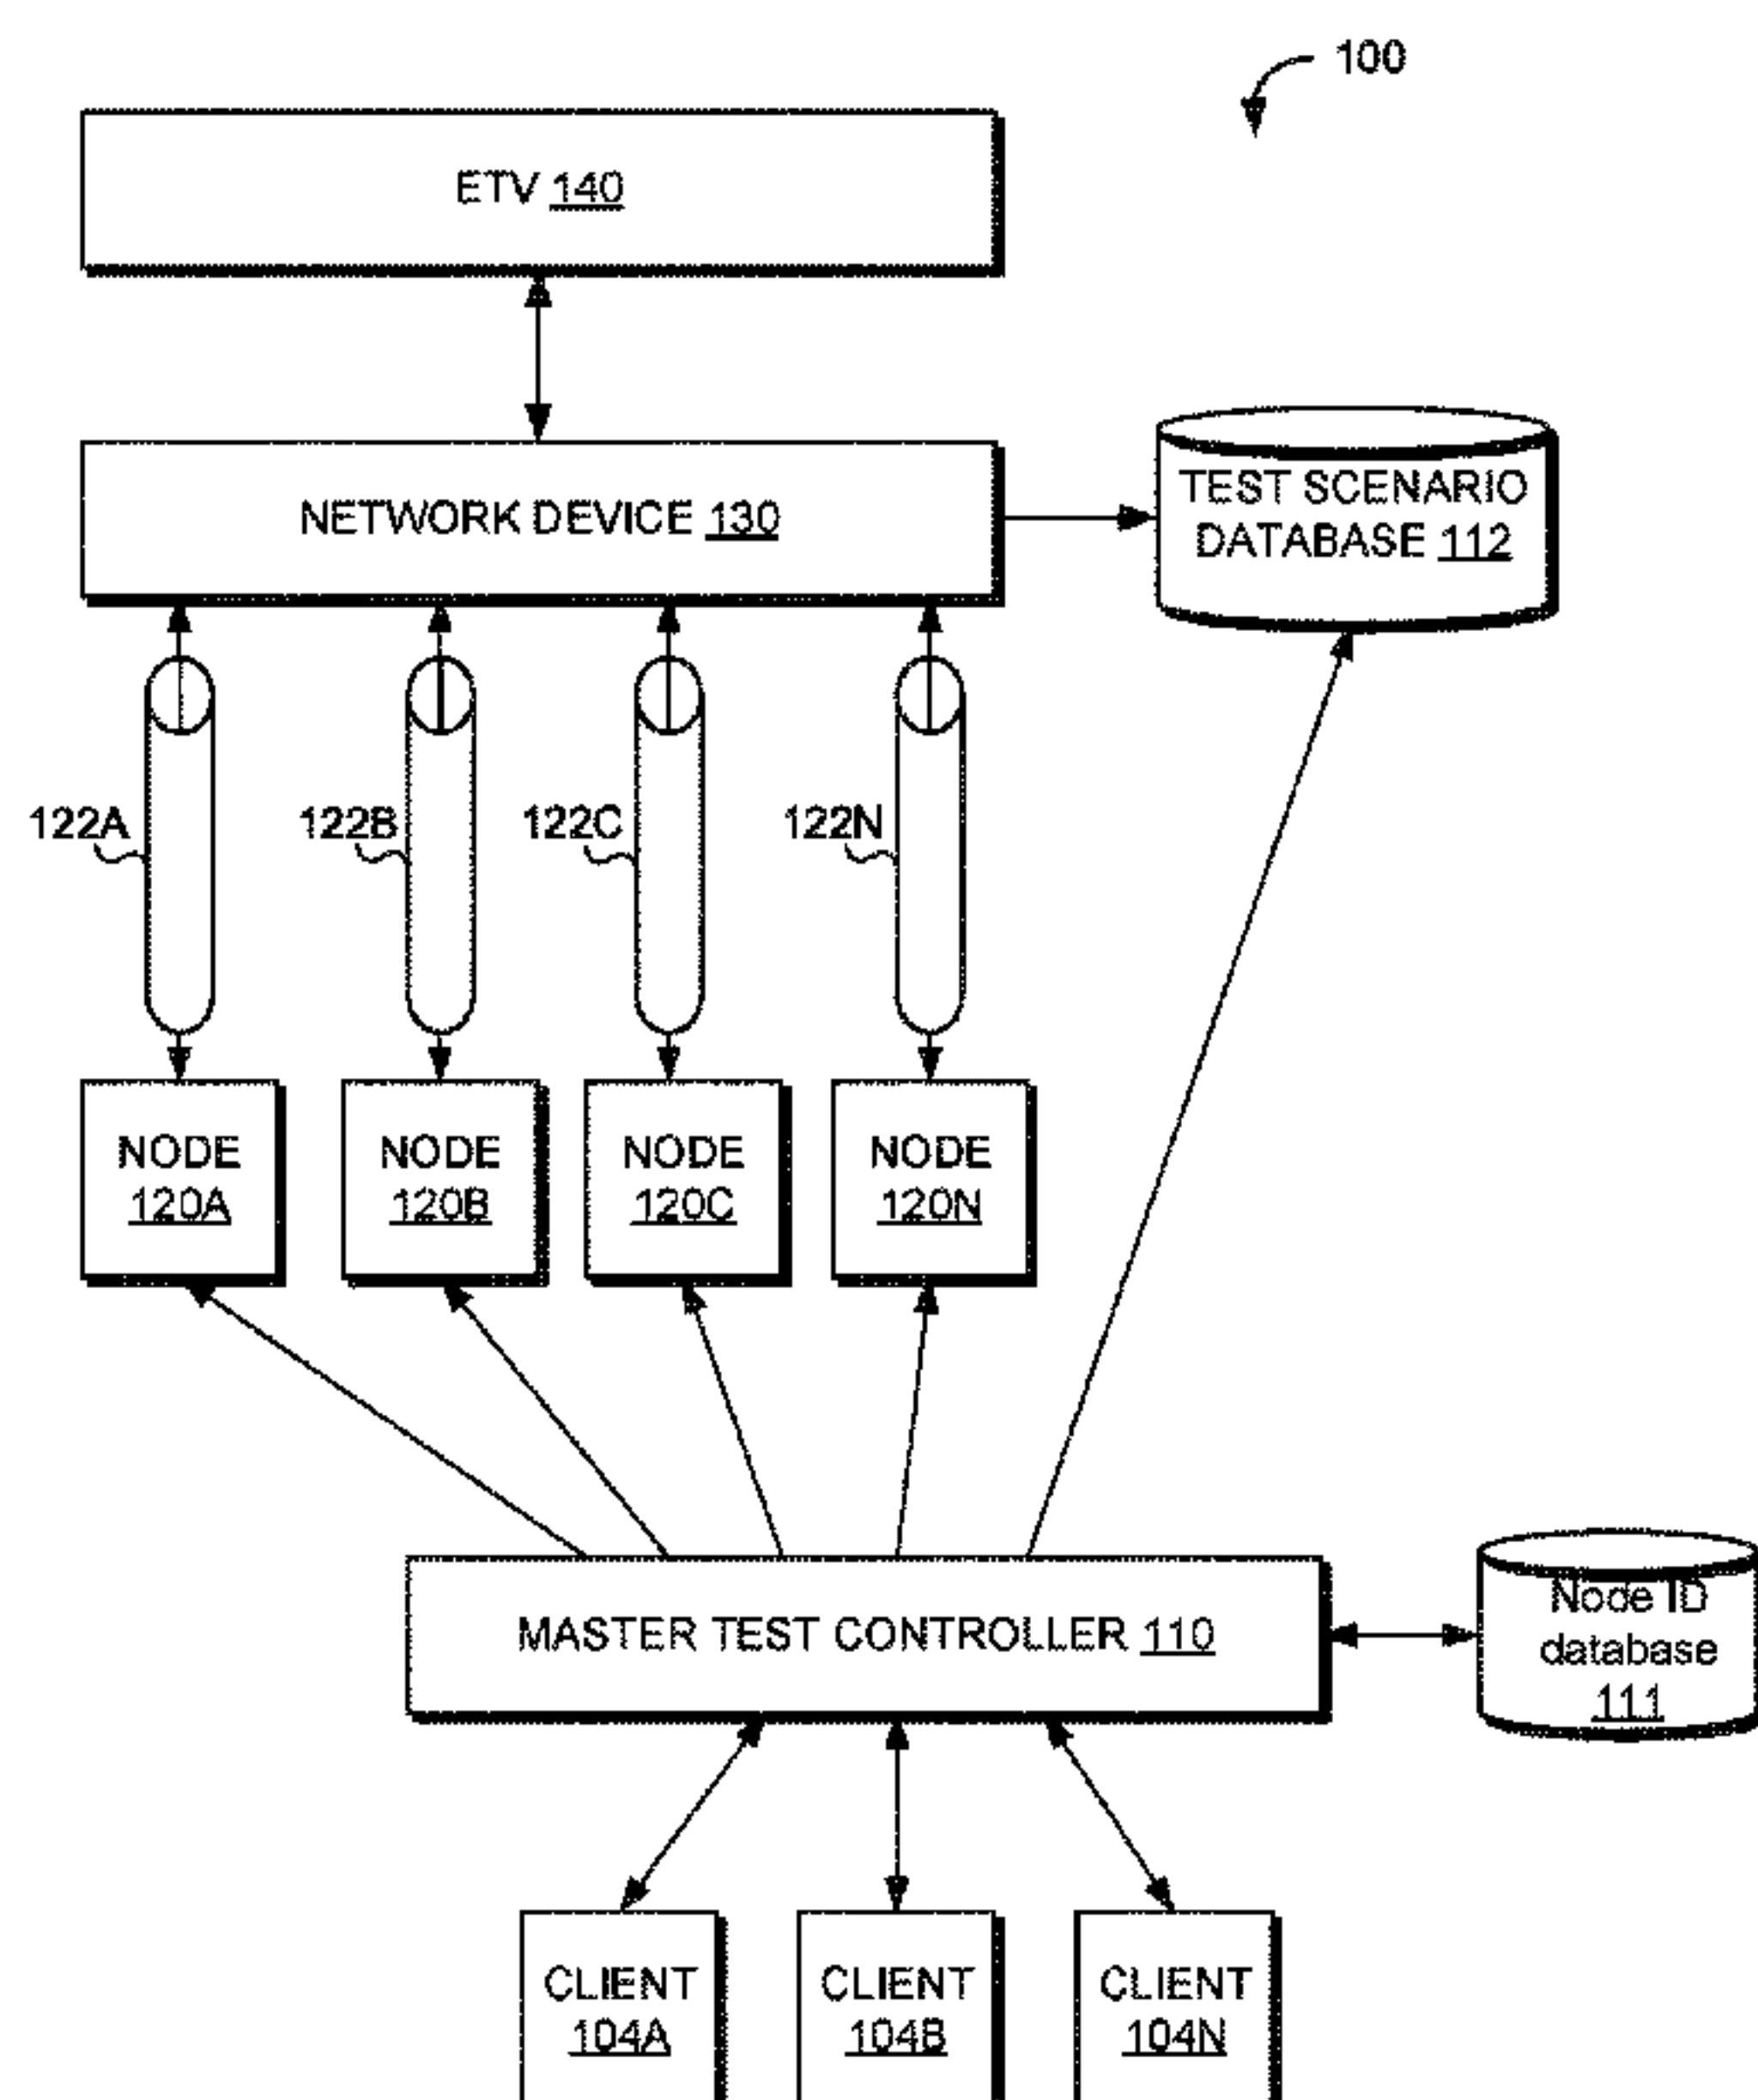 100
ETV 140
NETWORK DEVICE 130
TEST SCENARIO
DATABASE 112
122A
122B
122C
122N
NODE
120A
NODE
120B
NODE
120C
NODE
120N
MASTER TEST CONTROLLER 110
Node ID
database
111
CLIENT
104A
CLIENT
104B
CLIENT
104N